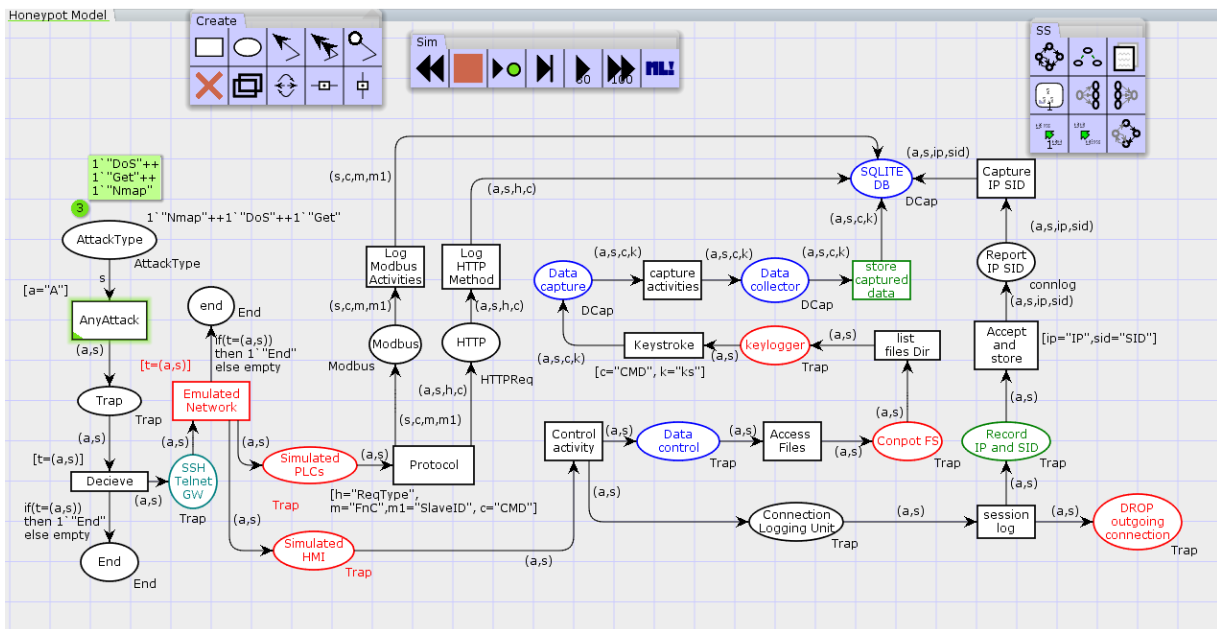 Honeypot Model
Create
Sim
30
100
ML!
SS
1`"DoS"++
1`"Get"++
1`"Nmap"
3
1`"Nmap"++1`"DoS"++1`"Get"
AttackType
AttackType
s
[a="A"]
AnyAttack
(a,s)
Trap
Trap
(a,s)
[t=(a,s)]
Decieve
(a,s)
if(t=(a,s))
then 1`"End"
else empty
End
End
SSH
Telnet
GW
Trap
(a,s)
[t=(a,s)]
Emulated
Network
end
End
if(t=(a,s))
then 1`"End"
else empty
(a,s)
Simulated
PLCs
Trap
(a,s)
(a,s)
Simulated
HMI
Trap
(a,s)
Protocol
[h="ReqType",
m="FnC",m1="SlaveID", c="CMD"]
(s,c,m,m1)
Modbus
Modbus
(s,c,m,m1)
Log
Modbus
Activities
(s,c,m,m1)
(a,s,h,c)
HTTP
HTTPReq
(a,s,h,c)
Log
HTTP
Method
(a,s,h,c)
SQLITE
DB
DCap
(a,s,c,k)
(a,s,ip,sid)
Capture
IP SID
(a,s,ip,sid)
Report
IP SID
connlog
(a,s,ip,sid)
Accept
and
store
[ip="IP",sid="SID"]
(a,s)
Record
IP and SID
Trap
(a,s)
Data
capture
DCap
(a,s,c,k)
capture
activities
(a,s,c,k)
Data
collector
DCap
(a,s,c,k)
store
captured
data
(a,s,c,k)
Keystroke
[c="CMD", k="ks"]
(a,s)
keylogger
Trap
(a,s)
list
files Dir
(a,s)
Control
activity
(a,s)
Data
control
Trap
(a,s)
Access
Files
(a,s)
Conpot FS
Trap
(a,s)
Connection
Logging Unit
Trap
(a,s)
session
log
(a,s)
DROP
outgoing
connection
Trap